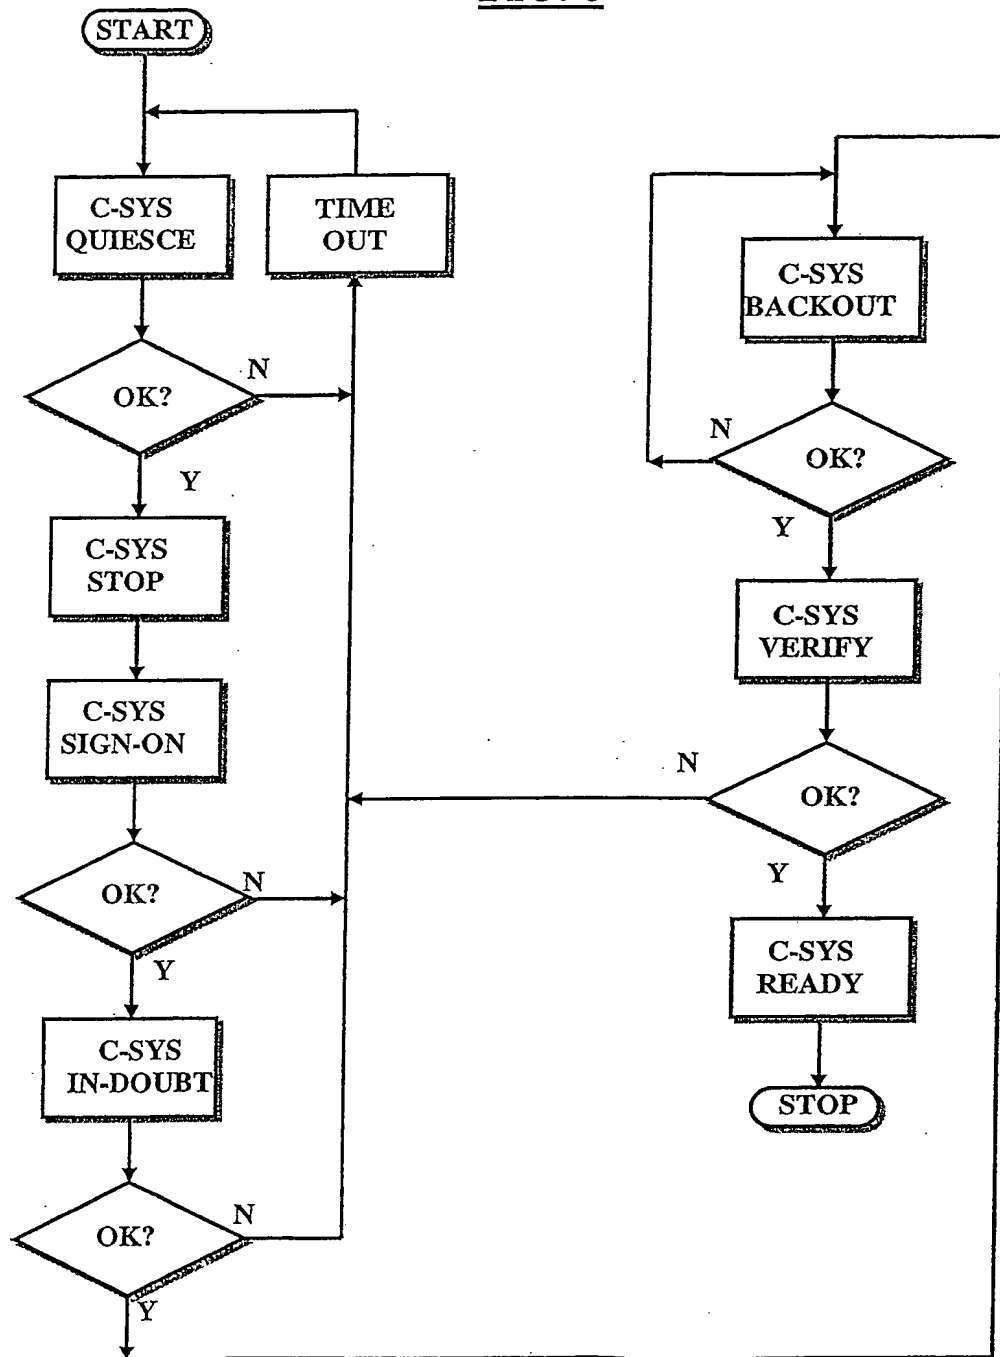 START
C-SYS
QUIESCE
TIME
OUT
OK?
N
Y
C-SYS
STOP
C-SYS
SIGN-ON
OK?
N
Y
C-SYS
IN-DOUBT
OK?
N
Y
C-SYS
BACKOUT
OK?
N
Y
C-SYS
VERIFY
OK?
N
Y
C-SYS
READY
STOP